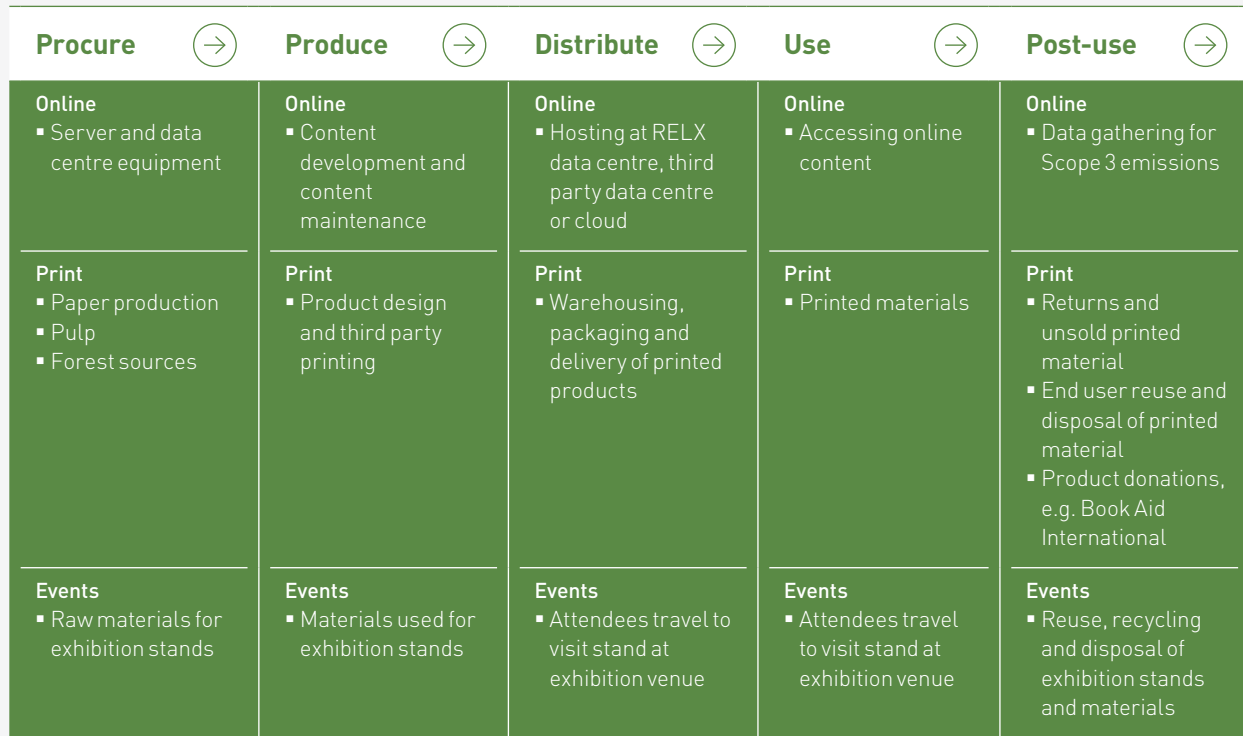 Procure
Produce
Distribute
Use
Post-use
Online
▪ Server and data
centre equipment
Online
▪ Content
development and
content
maintenance
Online
▪ Hosting at RELX
data centre, third
party data centre
or cloud
Online
▪ Accessing online
content
Online
▪ Data gathering for
Scope 3 emissions
Print
▪ Paper production
▪ Pulp
▪ Forest sources
Print
▪ Product design
and third party
printing
Print
▪ Warehousing,
packaging and
delivery of printed
products
Print
▪ Printed materials
Print
▪ Returns and
unsold printed
material
▪ End user reuse and
disposal of printed
material
▪ Product donations,
e.g. Book Aid
International
Events
▪ Raw materials for
exhibition stands
Events
▪ Materials used for
exhibition stands
Events
▪ Attendees travel to
visit stand at
exhibition venue
Events
▪ Attendees travel
to visit stand at
exhibition venue
Events
▪ Reuse, recycling
and disposal of
exhibition stands
and materials